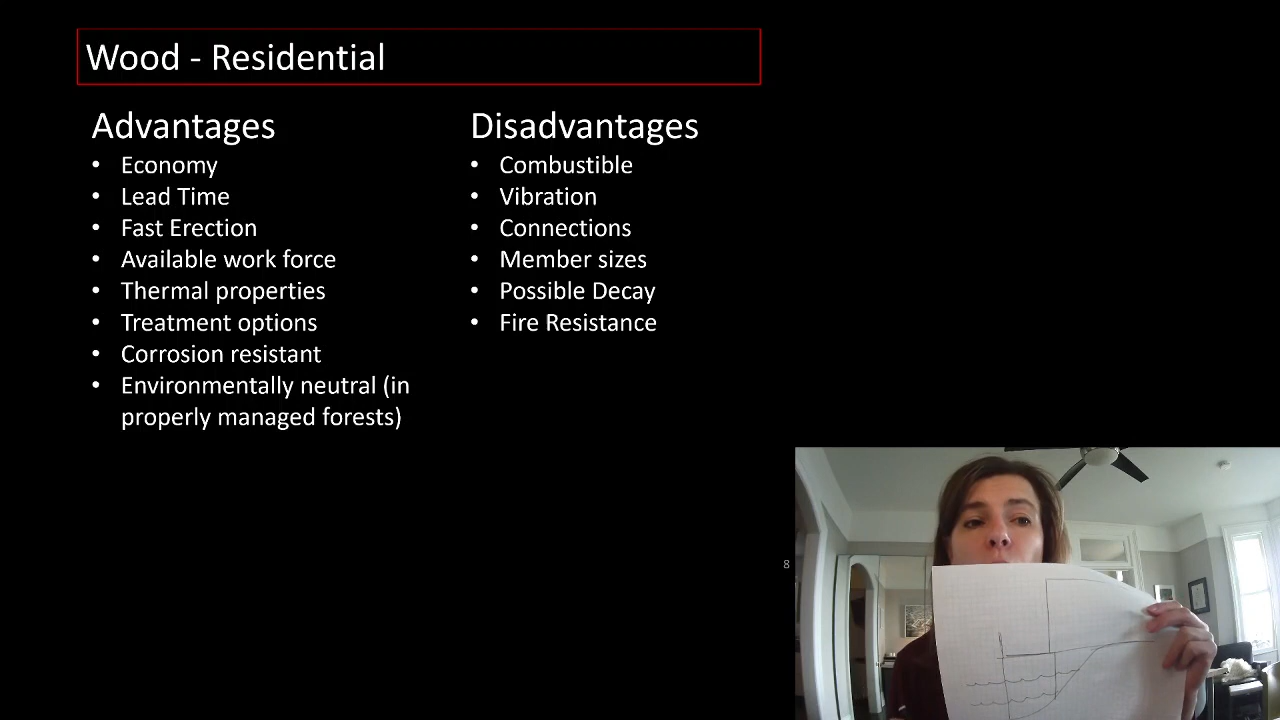 Wood - Residential
Advantages
• Economy
• Lead Time
• Fast Erection
• Available work force
• Thermal properties
• Treatment options
• Corrosion resistant
• Environmentally neutral (in
properly managed forests)
Disadvantages
• Combustible
• Vibration
• Connections
• Member sizes
• Possible Decay
• Fire Resistance
8